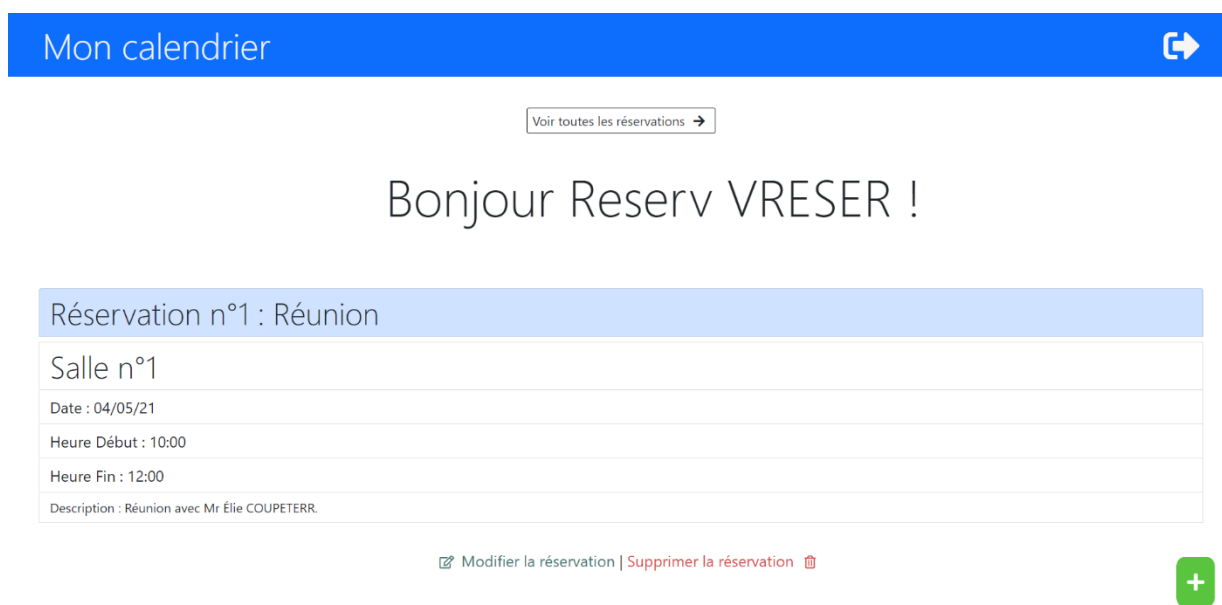 Mon calendrier
Voir toutes les réservations
Bonjour Reserv VRESER !
Réservation n°1 : Réunion
Salle n°1
Date : 04/05/21
Heure Début : 10:00
Heure Fin : 12:00
Description : Réunion avec Mr Élie COUPETERR.
Modifier la réservation | Supprimer la réservation